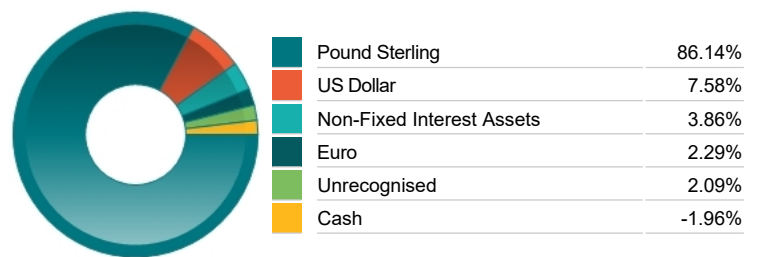 Pound Sterling 86.14%
US Dollar 7.58%
Non-Fixed Interest Assets 3.86%
Euro 2.29%
Unrecognised 2.09%
Cash -1.96%